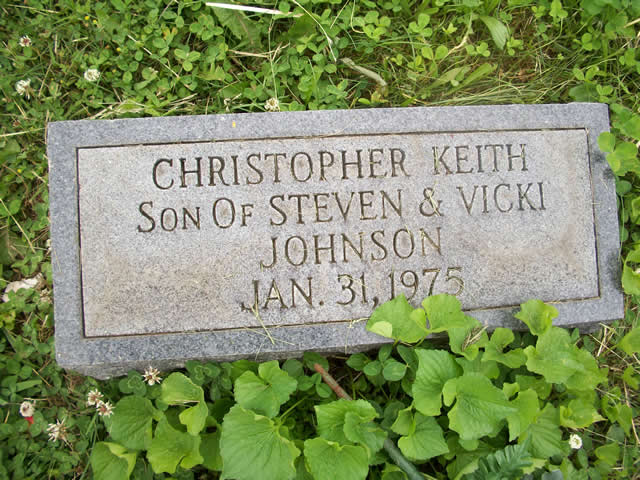 CHRISTOPHER KEITH
SON OF STEVEN & VICKI
JOHNSON
JAN. 31, 1975